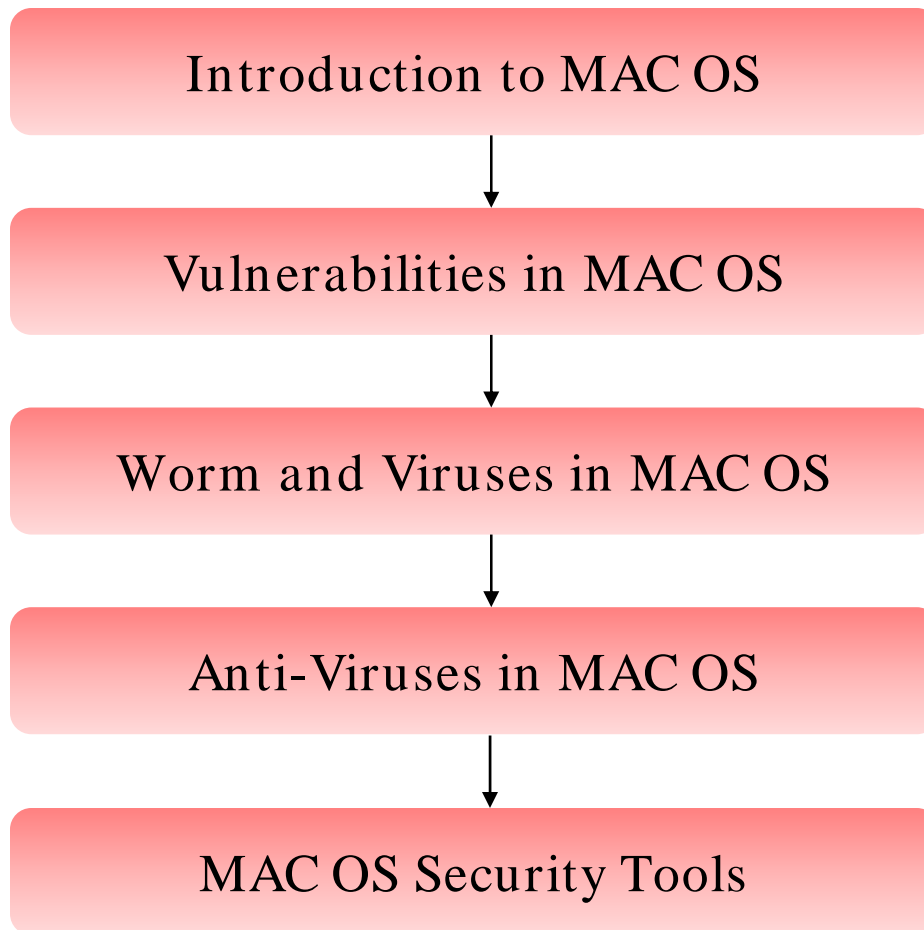 Introduction to MAC OS
Vulnerabilities in MAC OS
Worm and Viruses in MAC OS
Anti-Viruses in MAC OS
MAC OS Security Tools